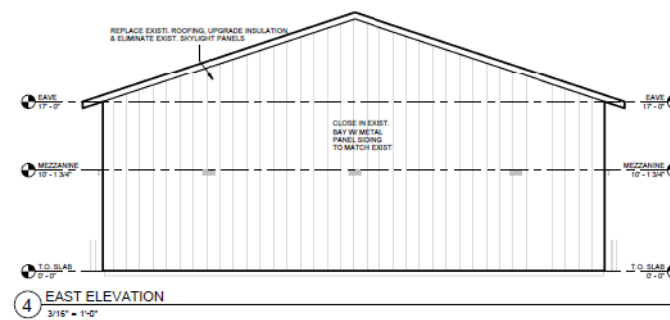 REPLACE EXISTI. ROOFING, UPGRADE INSULATION,
& ELIMINATE EXIST. SKYLIGHT PANELS
EAVE
17' - 0"
EAVE
17' - 0"
CLOSE IN EXIST.
BAY W/ METAL
PANEL SIDING
TO MATCH EXIST
MEZZANINE
10' - 1 3/4"
MEZZANINE
10' - 1 3/4"
T.O. SLAB
0' - 0"
T.O. SLAB
0' - 0"
4
EAST ELEVATION
3/16" = 1'-0"